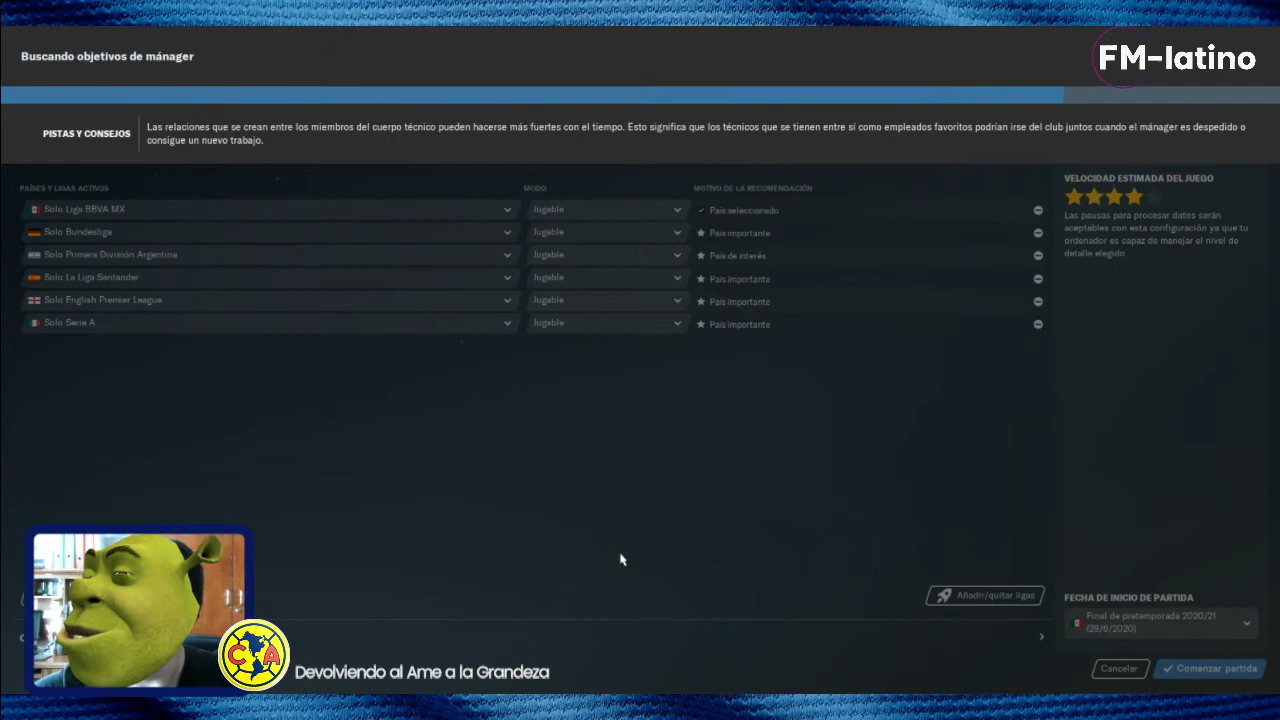 Buscando objetivos de mánager
FM-latino
PISTAS Y CONSEJOS
Las relaciones que se crean entre los miembros del cuerpo técnico pueden hacerse más fuertes con el tiempo. Esto significa que los técnicos que se tienen entre sí como empleados favoritos podrían irse del club juntos cuando el mánager es despedido o
consigue un nuevo trabajo.
PAÍSES Y LIGAS ACTIVOS MODO MOTIVO DE LA RECOMENDACIÓN
Solo Liga BBVA MX Jugable País seleccionado
Solo Bundesliga Jugable País importante
Solo Primera División Argentina Jugable País de interés
Solo La Liga Santander Jugable País importante
Solo English Premier League Jugable País importante
Solo Serie A Jugable País importante
VELOCIDAD ESTIMADA DEL JUEGO
Las pausas para procesar datos serán
aceptables con esta configuración ya que tu
ordenador es capaz de manejar el nivel de
detalle elegido.
Añadir/quitar ligas
FECHA DE INICIO DE PARTIDA
Final de pretemporada 2020/21
(29/6/2020)
Cancelar
Comenzar partida
CA
Devolviendo al Ame a la Grandeza